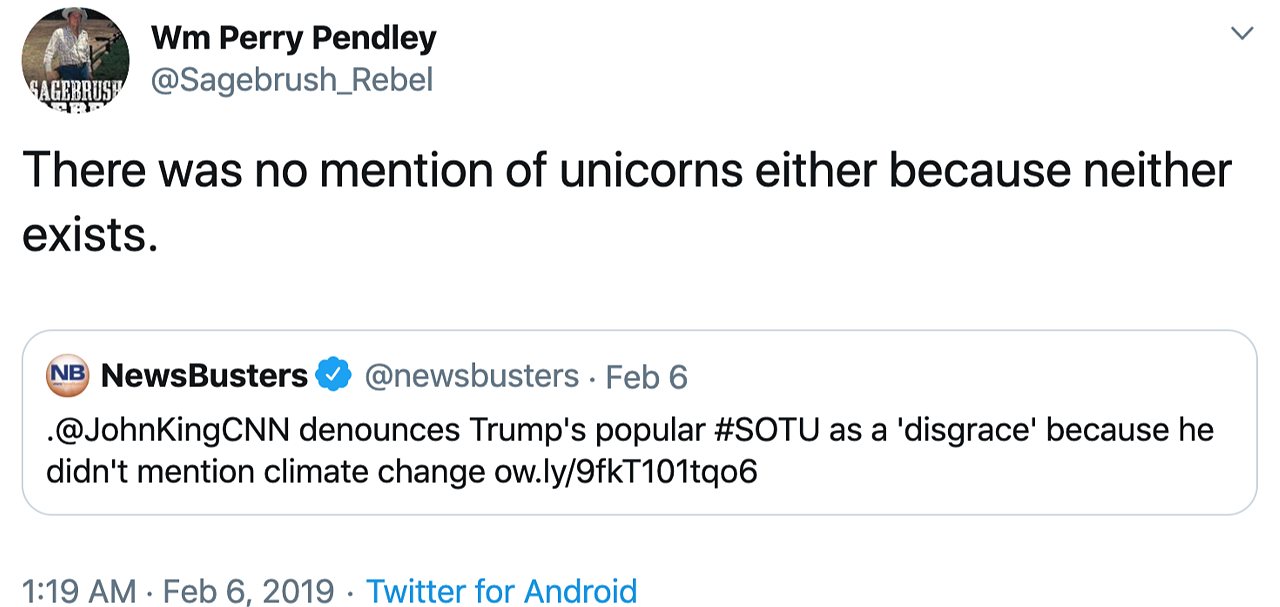 Wm Perry Pendley
@Sagebrush_Rebel
SAGEBRUSH
There was no mention of unicorns either because neither
exists.
NB NewsBusters @newsbusters · Feb 6
.@JohnKingCNN denounces Trump's popular #SOTU as a 'disgrace' because he
didn't mention climate change ow.ly/9fkT101tqo6
1:19 AM · Feb 6, 2019 · Twitter for Android